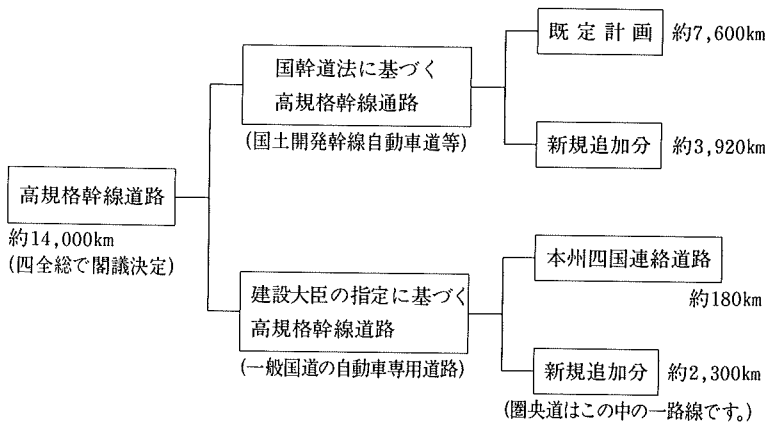 既定計画 約7,600km
国幹道法に基づく
高規格幹線通路
(国土開発幹線自動車道等)
新規追加分 約3,920km
高規格幹線道路
約14,000km
(四全総で閣議決定)
本州四国連絡道路
約180km
建設大臣の指定に基づく
高規格幹線道路
(一般国道の自動車専用道路)
新規追加分 約2,300km
(圏央道はこの中の一路線です。)